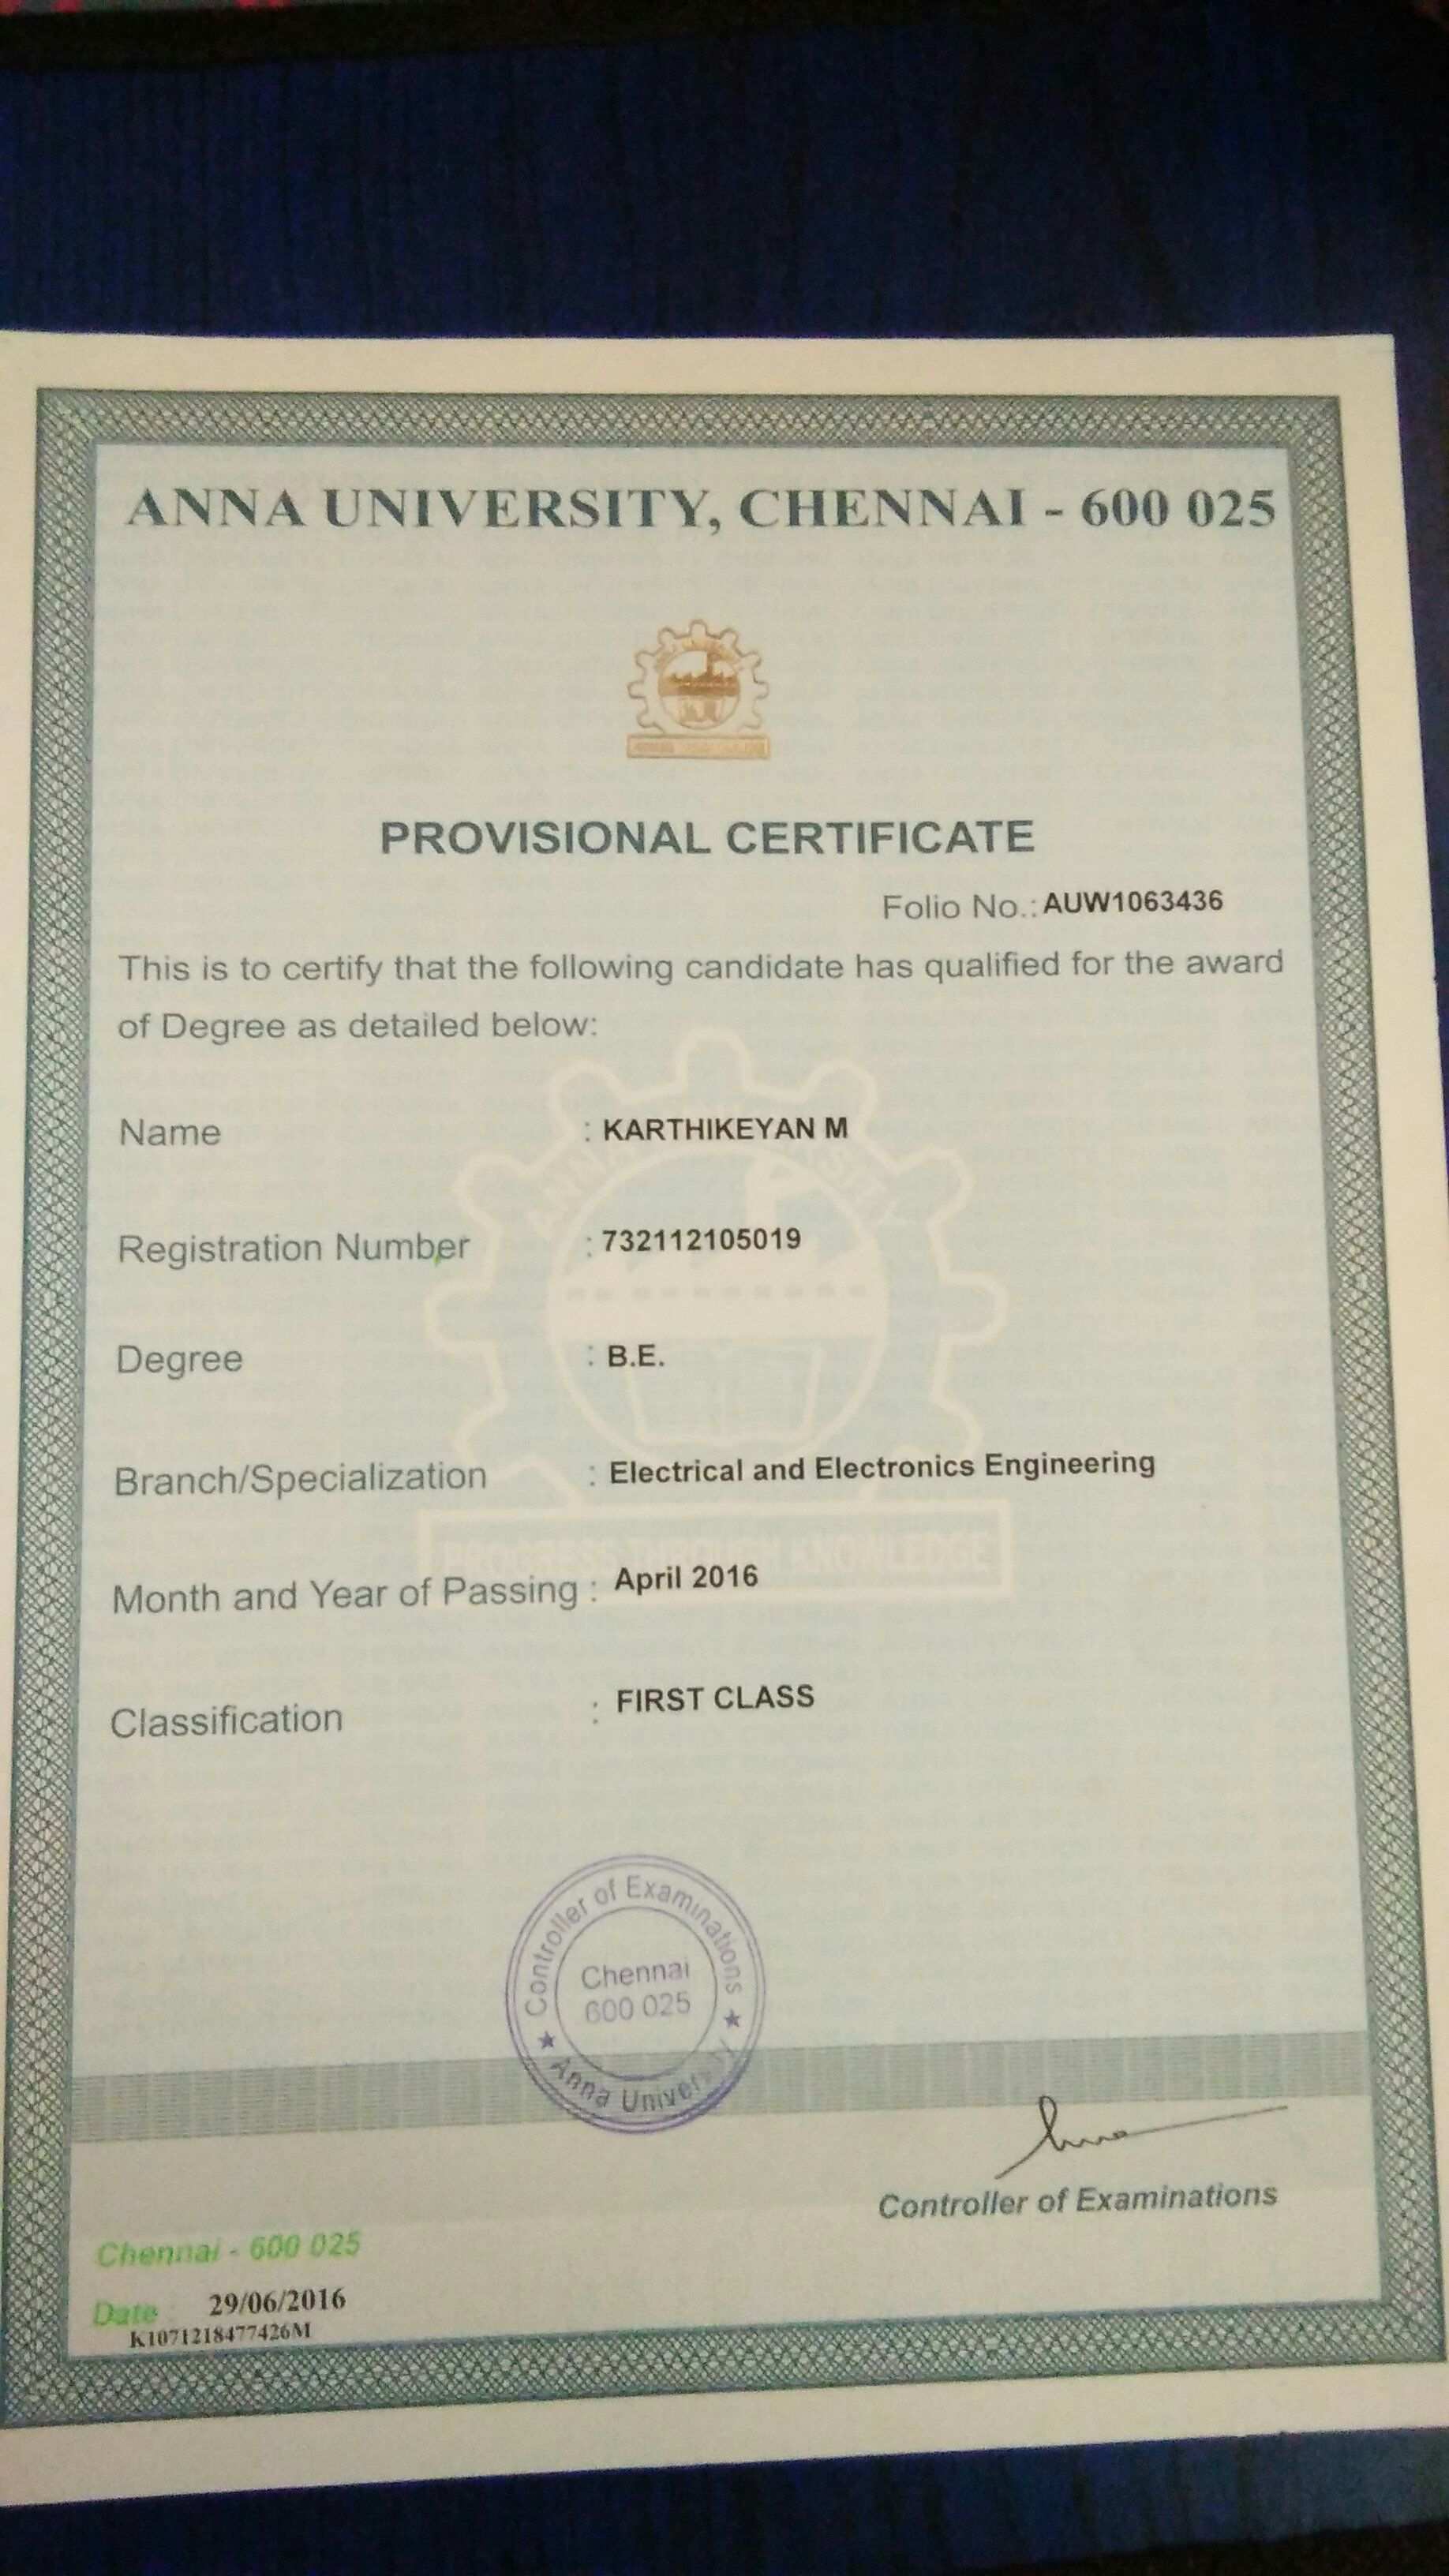 ANNA UNIVERSITY, CHENNAI - 600 025
PROVISIONAL CERTIFICATE
Folio No.: AUW1063436
This is to certify that the following candidate has qualified for the award
of Degree as detailed below:
Name : KARTHIKEYAN M
Registration Number : 732112105019
Degree : B.E.
Branch/Specialization : Electrical and Electronics Engineering
PROGRESS THROUGH KNOWLEDGE
Month and Year of Passing : April 2016
Classification : FIRST CLASS
Controller of Examinations
Chennai
600 025
★ Anna University ★
Controller of Examinations
Chennai - 600 025
Date 29/06/2016
K1071218477426M